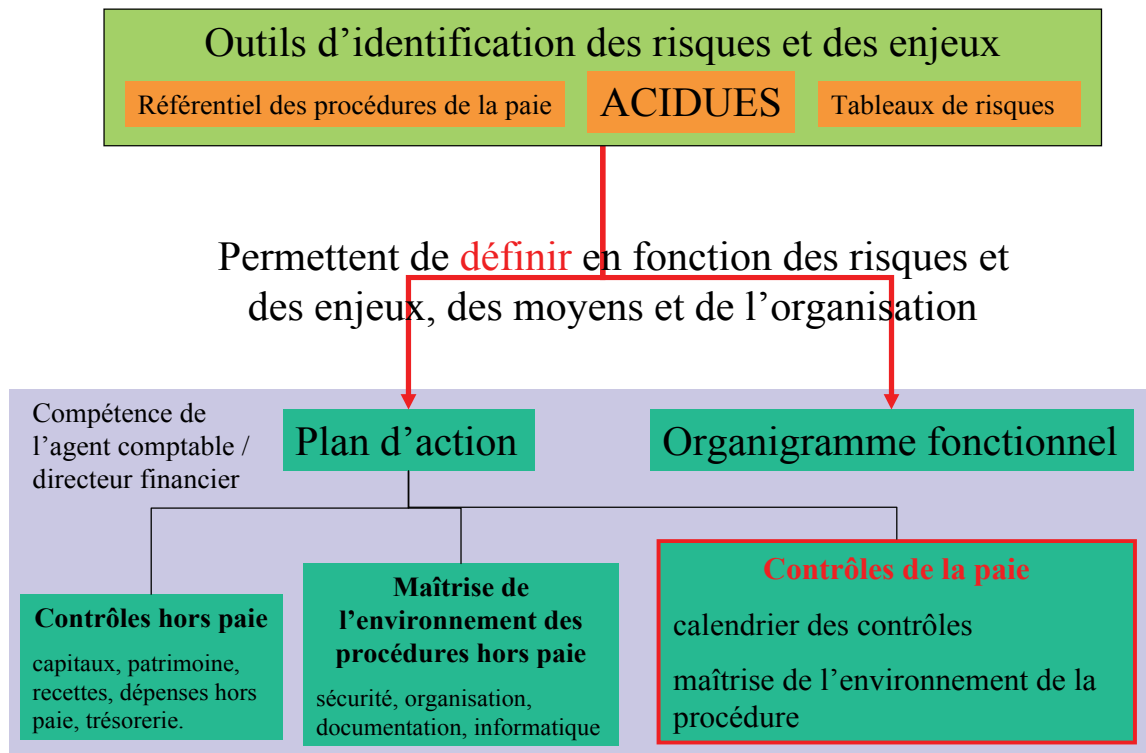 Outils d’identification des risques et des enjeux
Référentiel des procédures de la paie
ACIDUES
Tableaux de risques
Permettent de définir en fonction des risques et
des enjeux, des moyens et de l’organisation
Compétence de
l’agent comptable /
directeur financier
Plan d’action
Organigramme fonctionnel
Contrôles hors paie
capitaux, patrimoine,
recettes, dépenses hors
paie, trésorerie.
Maîtrise de
l’environnement des
procédures hors paie
sécurité, organisation,
documentation, informatique
Contrôles de la paie
calendrier des contrôles
maîtrise de l’environnement de la
procédure